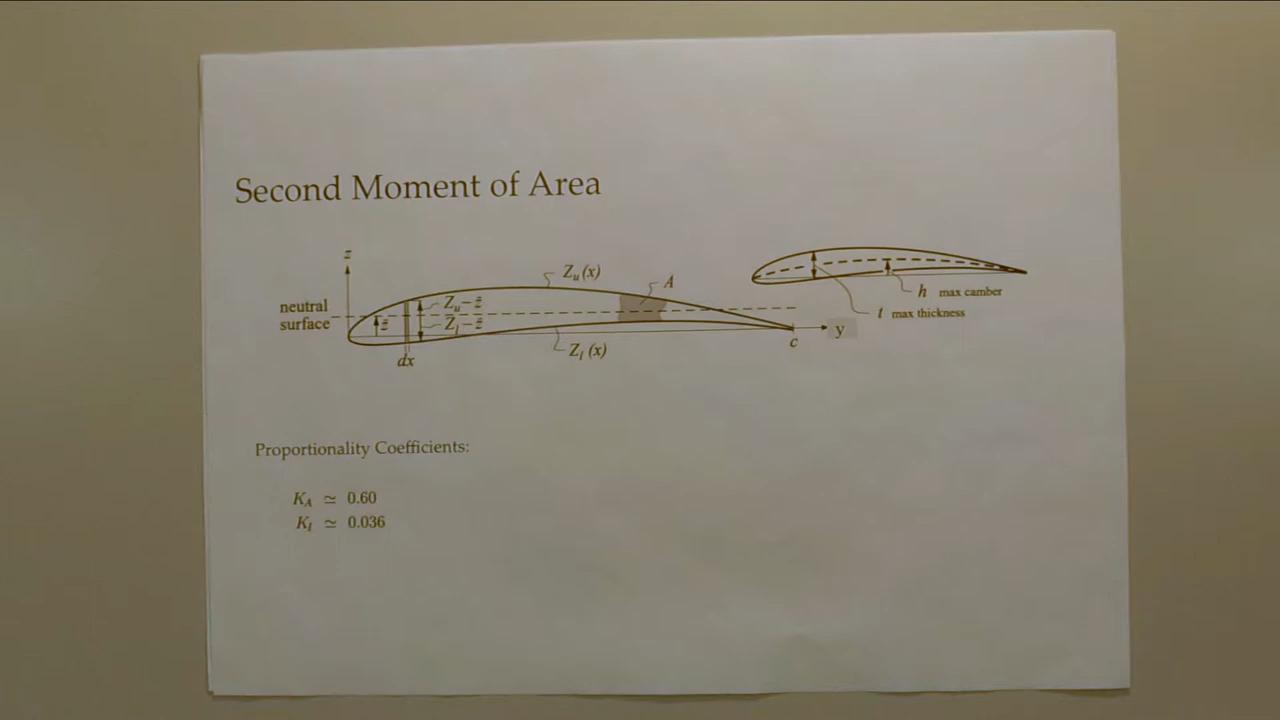 Second Moment of Area
z
neutral
surface
z̄
Z_u − z̄
Z_l − z̄
dx
Z_u (x)
A
Z_l (x)
c
y
h max camber
t max thickness
Proportionality Coefficients:
K_A ≃ 0.60
K_I ≃ 0.036